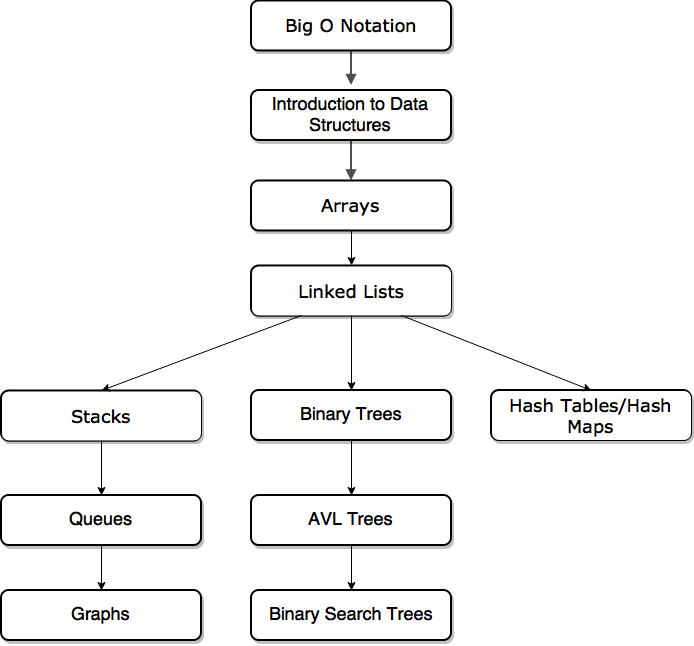 Big O Notation
Introduction to Data
Structures
Arrays
Linked Lists
Stacks
Binary Trees
Hash Tables/Hash
Maps
Queues
AVL Trees
Graphs
Binary Search Trees